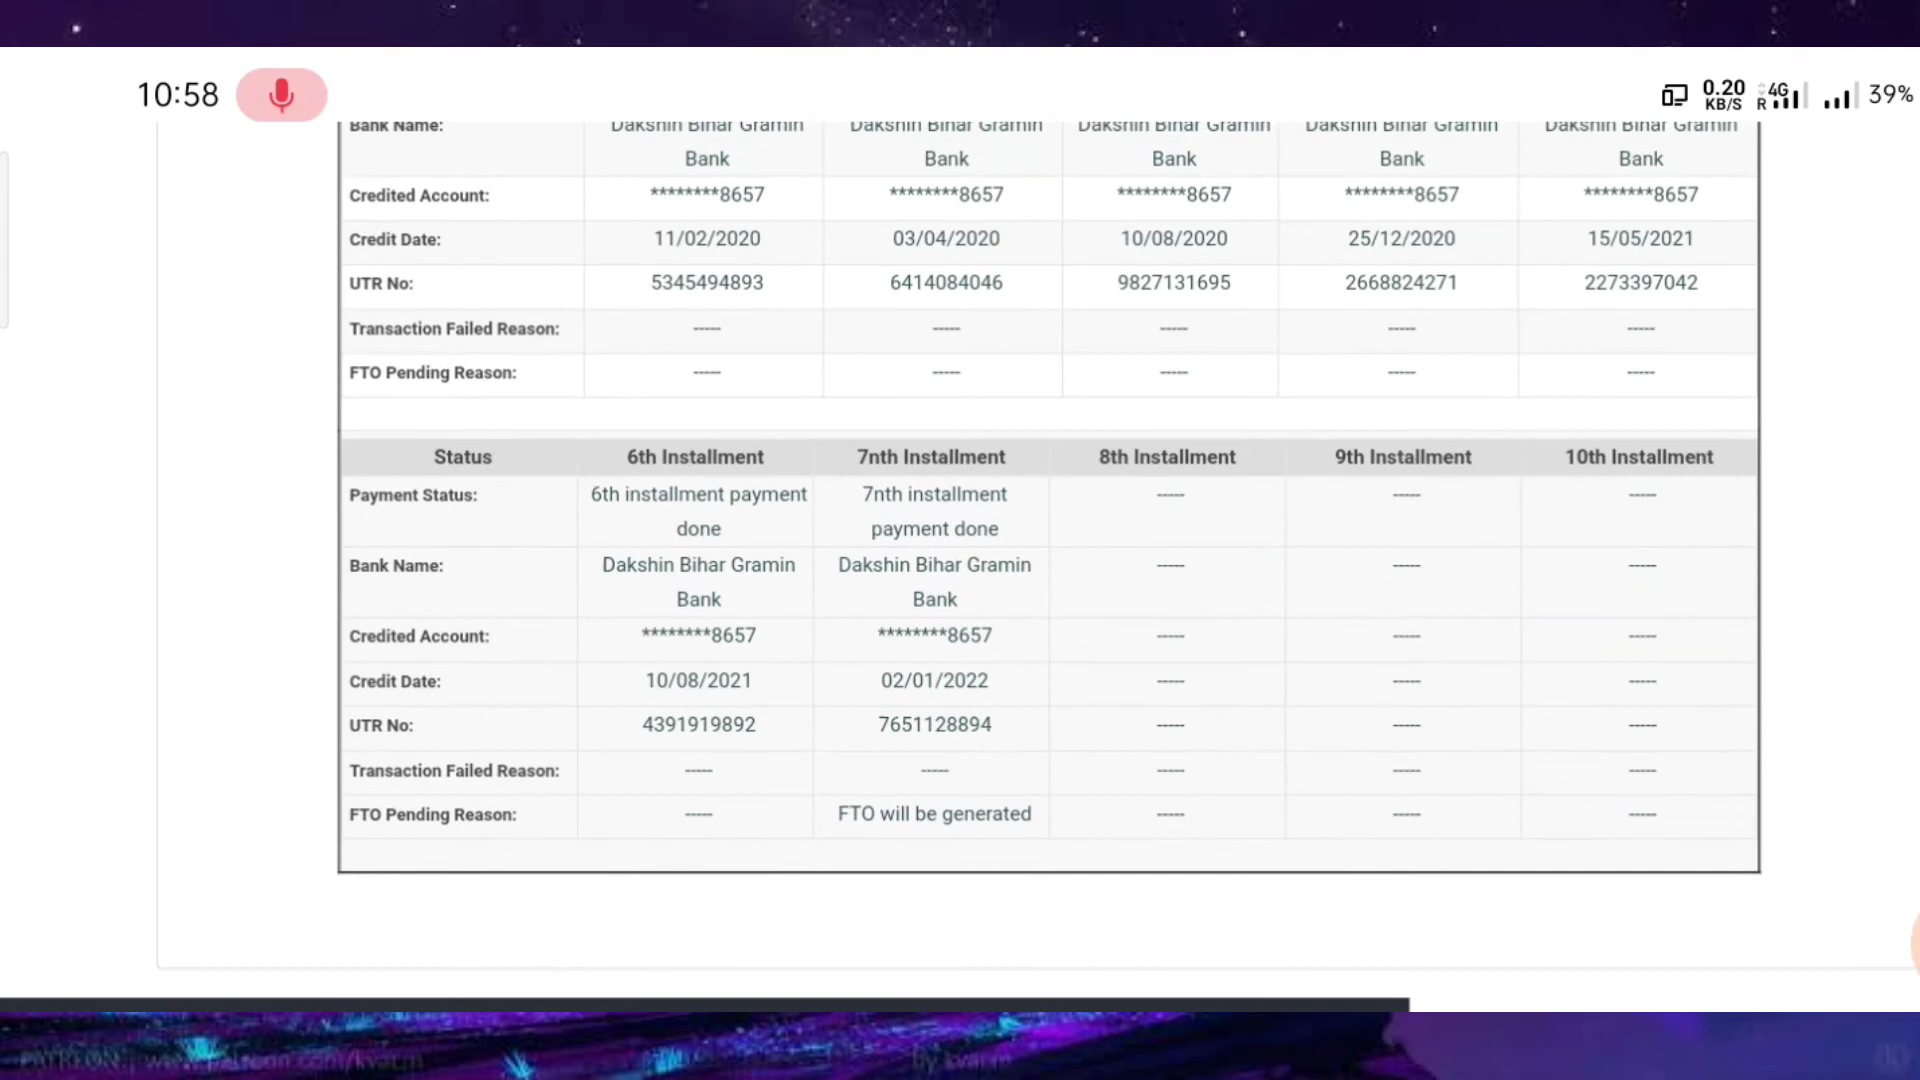 10:58
0.20
KB/S
4G
R
39%
Bank Name: Dakshin Bihar Gramin Dakshin Bihar Gramin Dakshin Bihar Gramin Dakshin Bihar Gramin Dakshin Bihar Gramin
Bank Bank Bank Bank Bank
Credited Account: ********8657 ********8657 ********8657 ********8657 ********8657
Credit Date: 11/02/2020 03/04/2020 10/08/2020 25/12/2020 15/05/2021
UTR No: 5345494893 6414084046 9827131695 2668824271 2273397042
Transaction Failed Reason: ----- ----- ----- ----- -----
FTO Pending Reason: ----- ----- ----- ----- -----
Status 6th Installment 7nth Installment 8th Installment 9th Installment 10th Installment
Payment Status: 6th installment payment 7nth installment ----- ----- -----
done payment done
Bank Name: Dakshin Bihar Gramin Dakshin Bihar Gramin ----- ----- -----
Bank Bank
Credited Account: ********8657 ********8657 ----- ----- -----
Credit Date: 10/08/2021 02/01/2022 ----- ----- -----
UTR No: 4391919892 7651128894 ----- ----- -----
Transaction Failed Reason: ----- ----- ----- ----- -----
FTO Pending Reason: ----- FTO will be generated ----- ----- -----